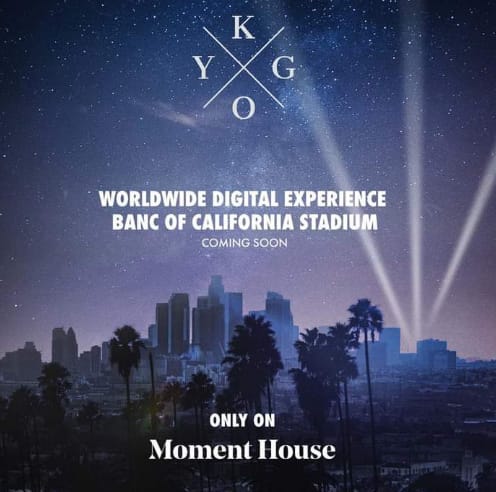 K
Y G
O
WORLDWIDE DIGITAL EXPERIENCE
BANC OF CALIFORNIA STADIUM
COMING SOON
ONLY ON
Moment House